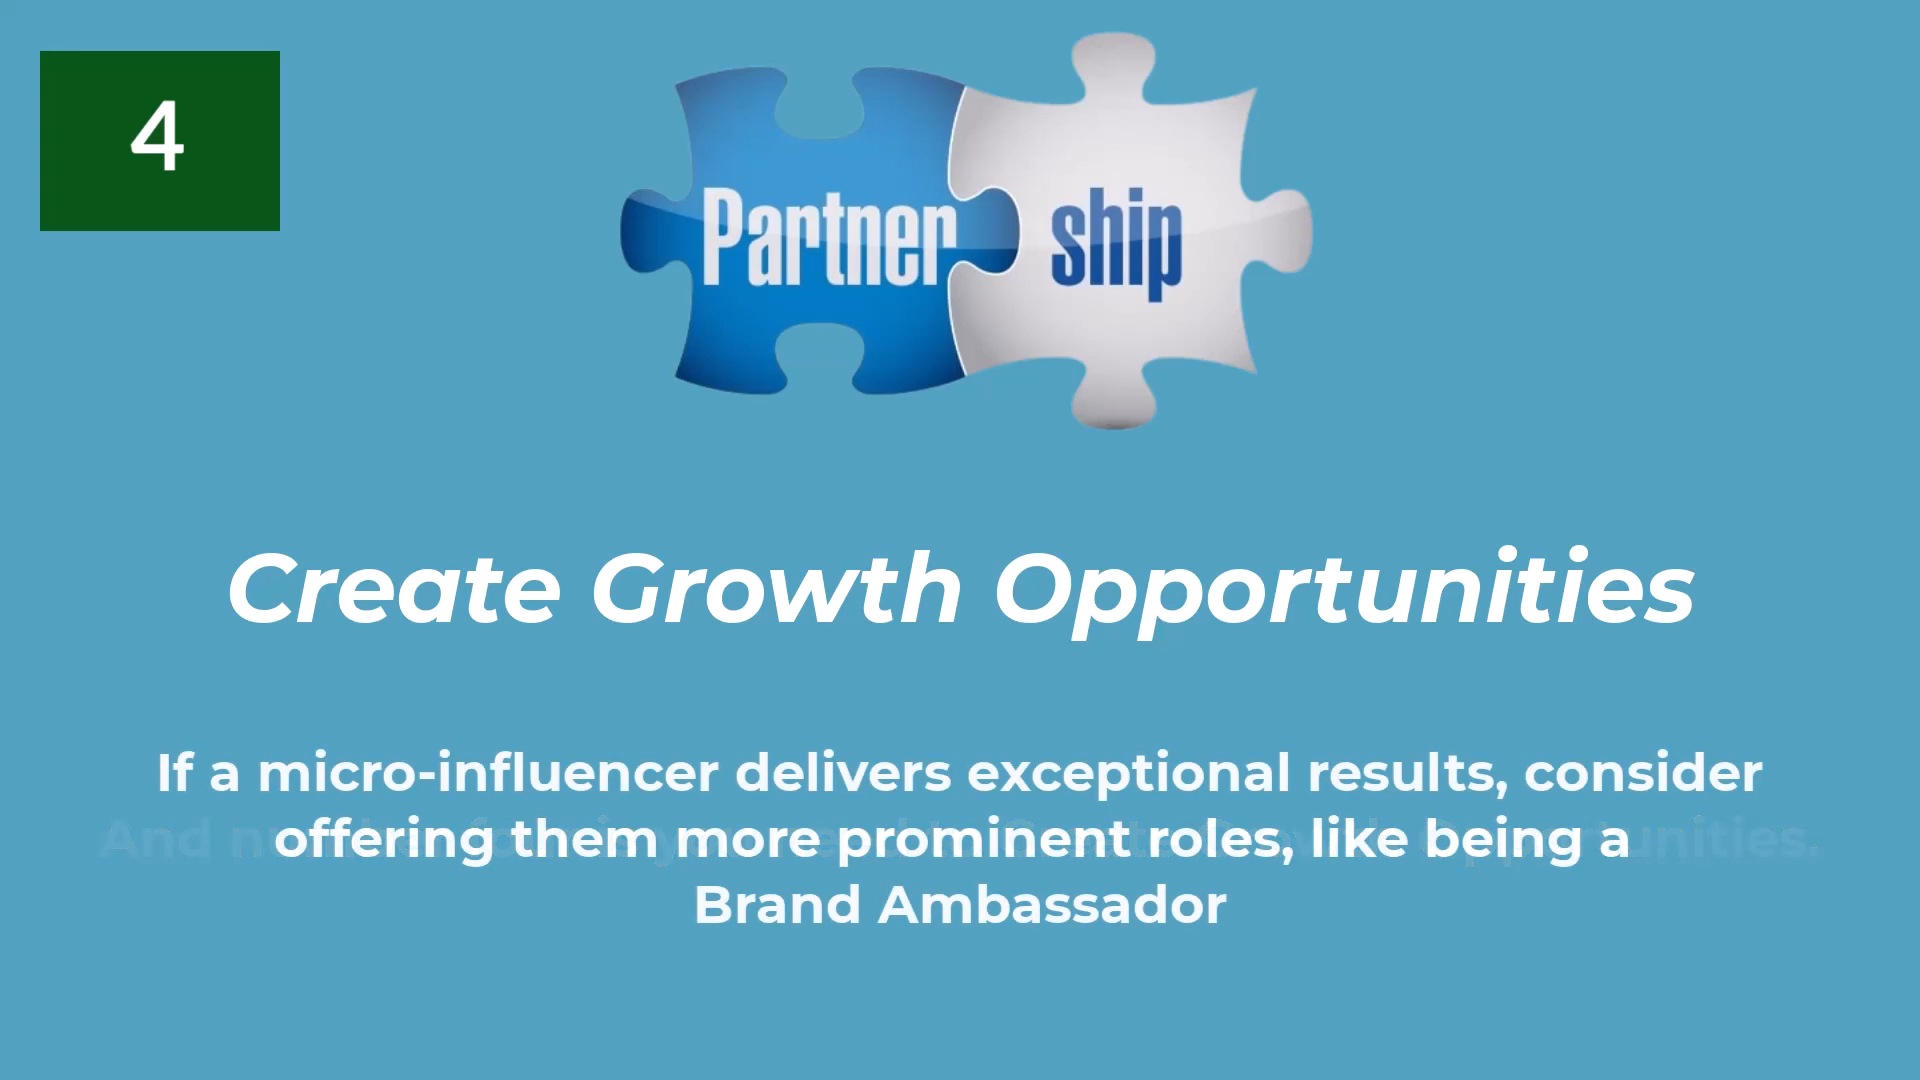 4
Partner ship
Create Growth Opportunities
If a micro-influencer delivers exceptional results, consider
offering them more prominent roles, like being a
Brand Ambassador